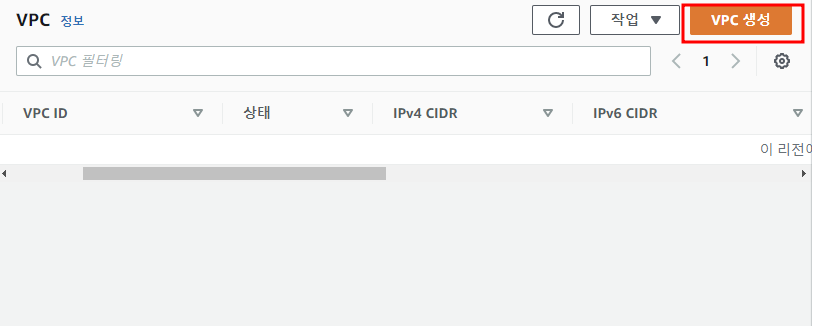 VPC 정보
작업 ▼
VPC 생성
VPC 필터링
1
VPC ID
상태
IPv4 CIDR
IPv6 CIDR
이 리전에